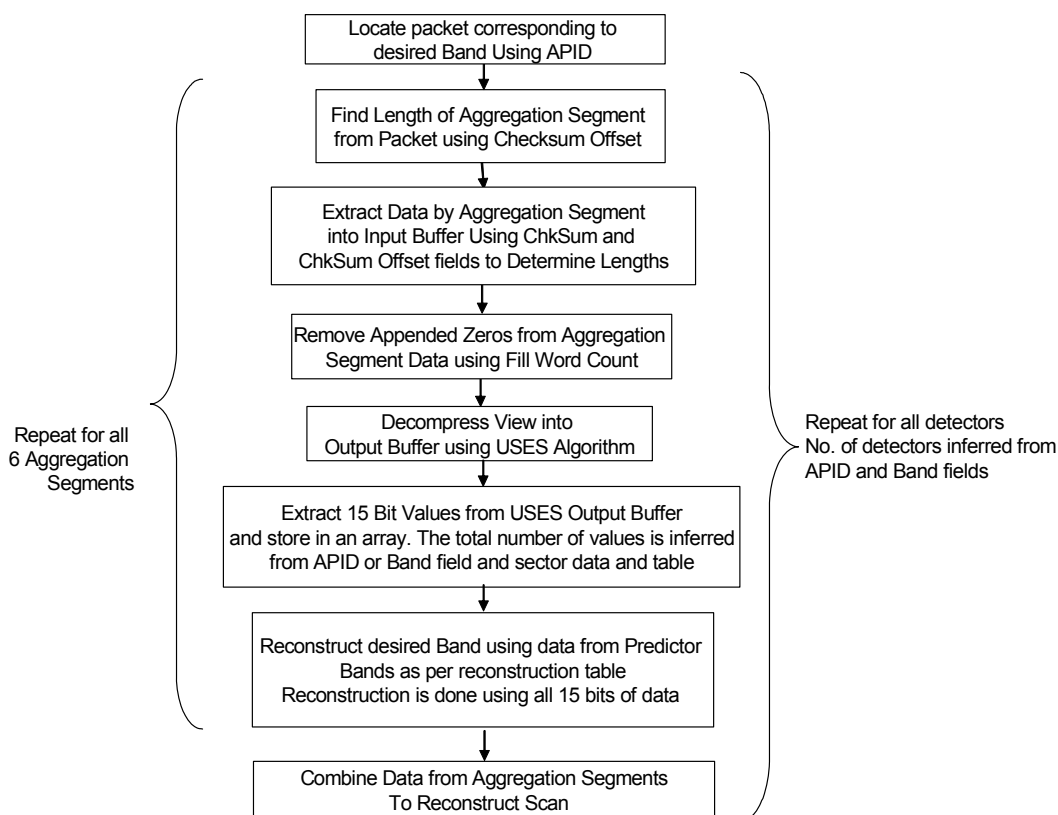 Locate packet corresponding to
desired Band Using APID
Find Length of Aggregation Segment
from Packet using Checksum Offset
Extract Data by Aggregation Segment
into Input Buffer Using ChkSum and
ChkSum Offset fields to Determine Lengths
Remove Appended Zeros from Aggregation
Segment Data using Fill Word Count
Decompress View into
Output Buffer using USES Algorithm
Extract 15 Bit Values from USES Output Buffer
and store in an array. The total number of values is inferred
from APID or Band field and sector data and table
Reconstruct desired Band using data from Predictor
Bands as per reconstruction table
Reconstruction is done using all 15 bits of data
Combine Data from Aggregation Segments
To Reconstruct Scan
Repeat for all
6 Aggregation
Segments
Repeat for all detectors
No. of detectors inferred from
APID and Band fields